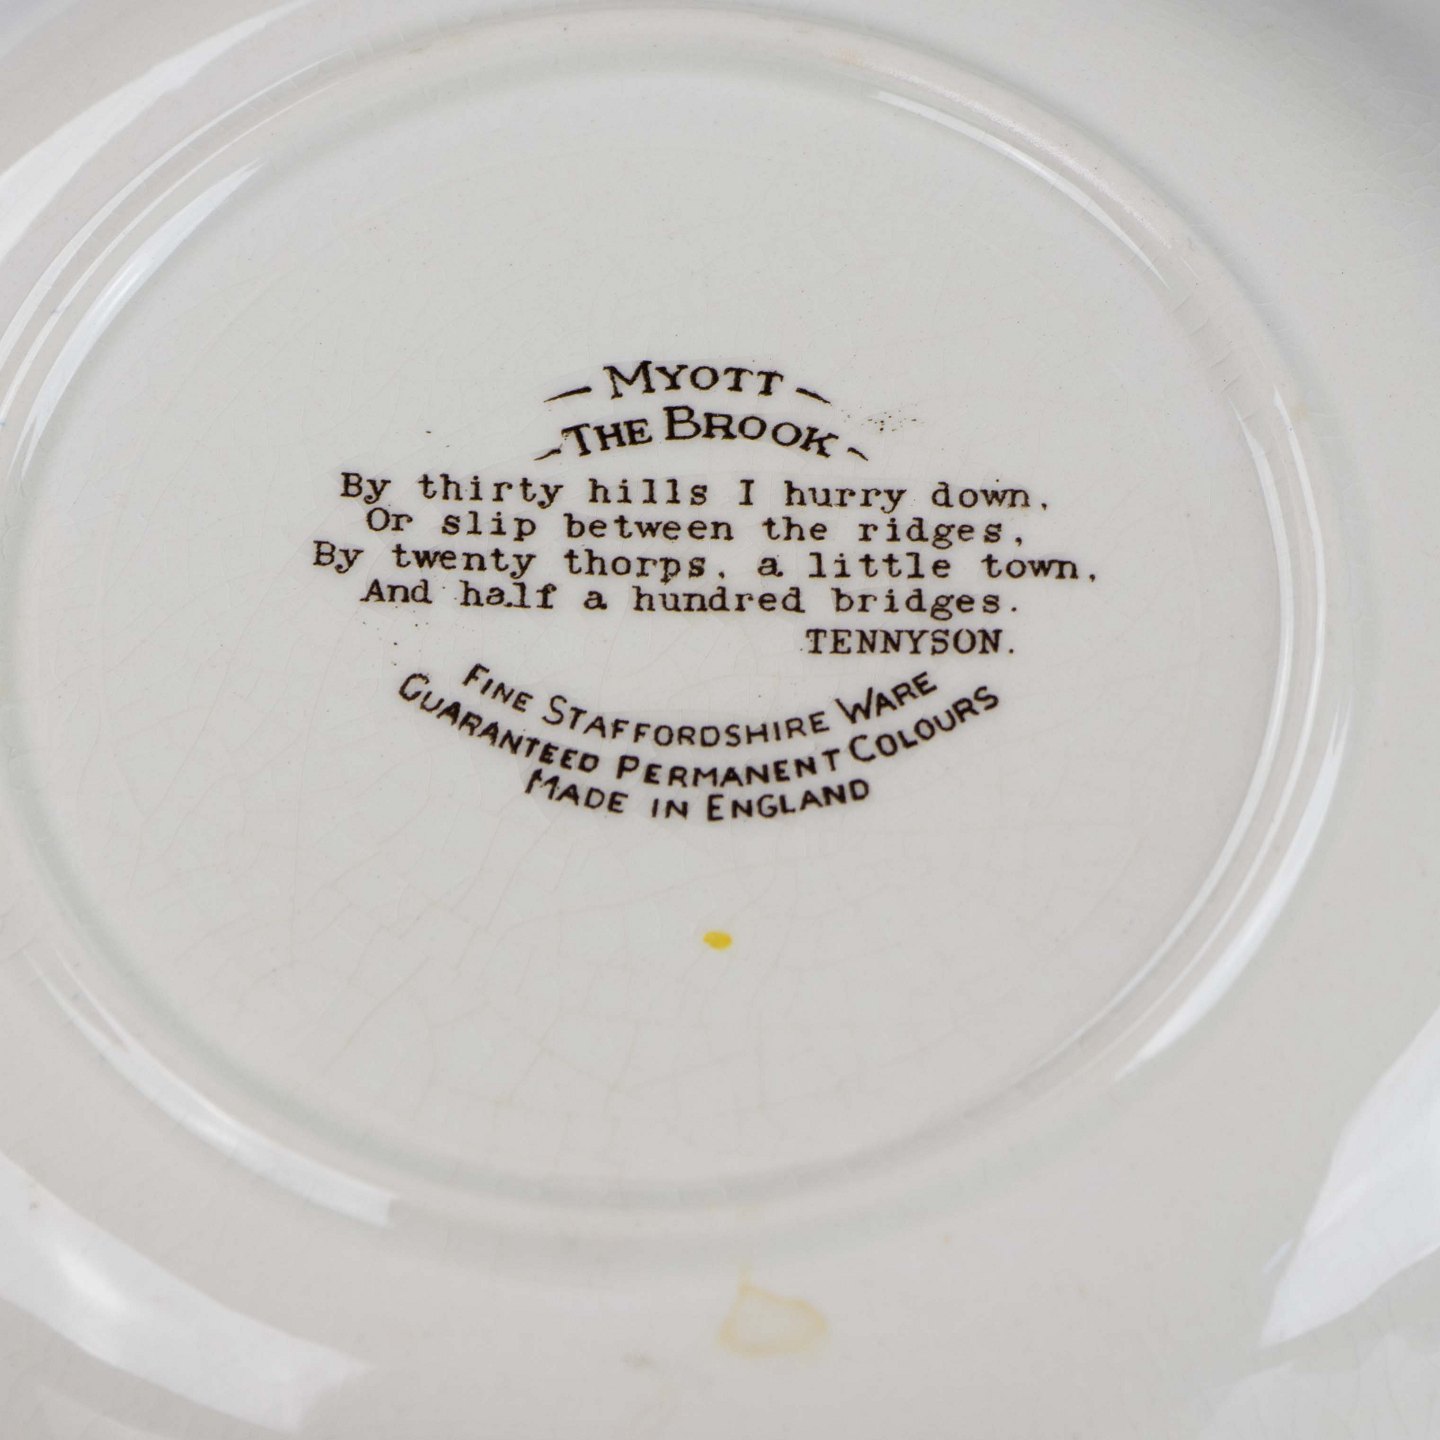 — MYOTT —
— THE BROOK —
By thirty hills I hurry down,
Or slip between the ridges,
By twenty thorps, a little town,
And half a hundred bridges.
TENNYSON.
FINE STAFFORDSHIRE WARE
GUARANTEED PERMANENT COLOURS
MADE IN ENGLAND